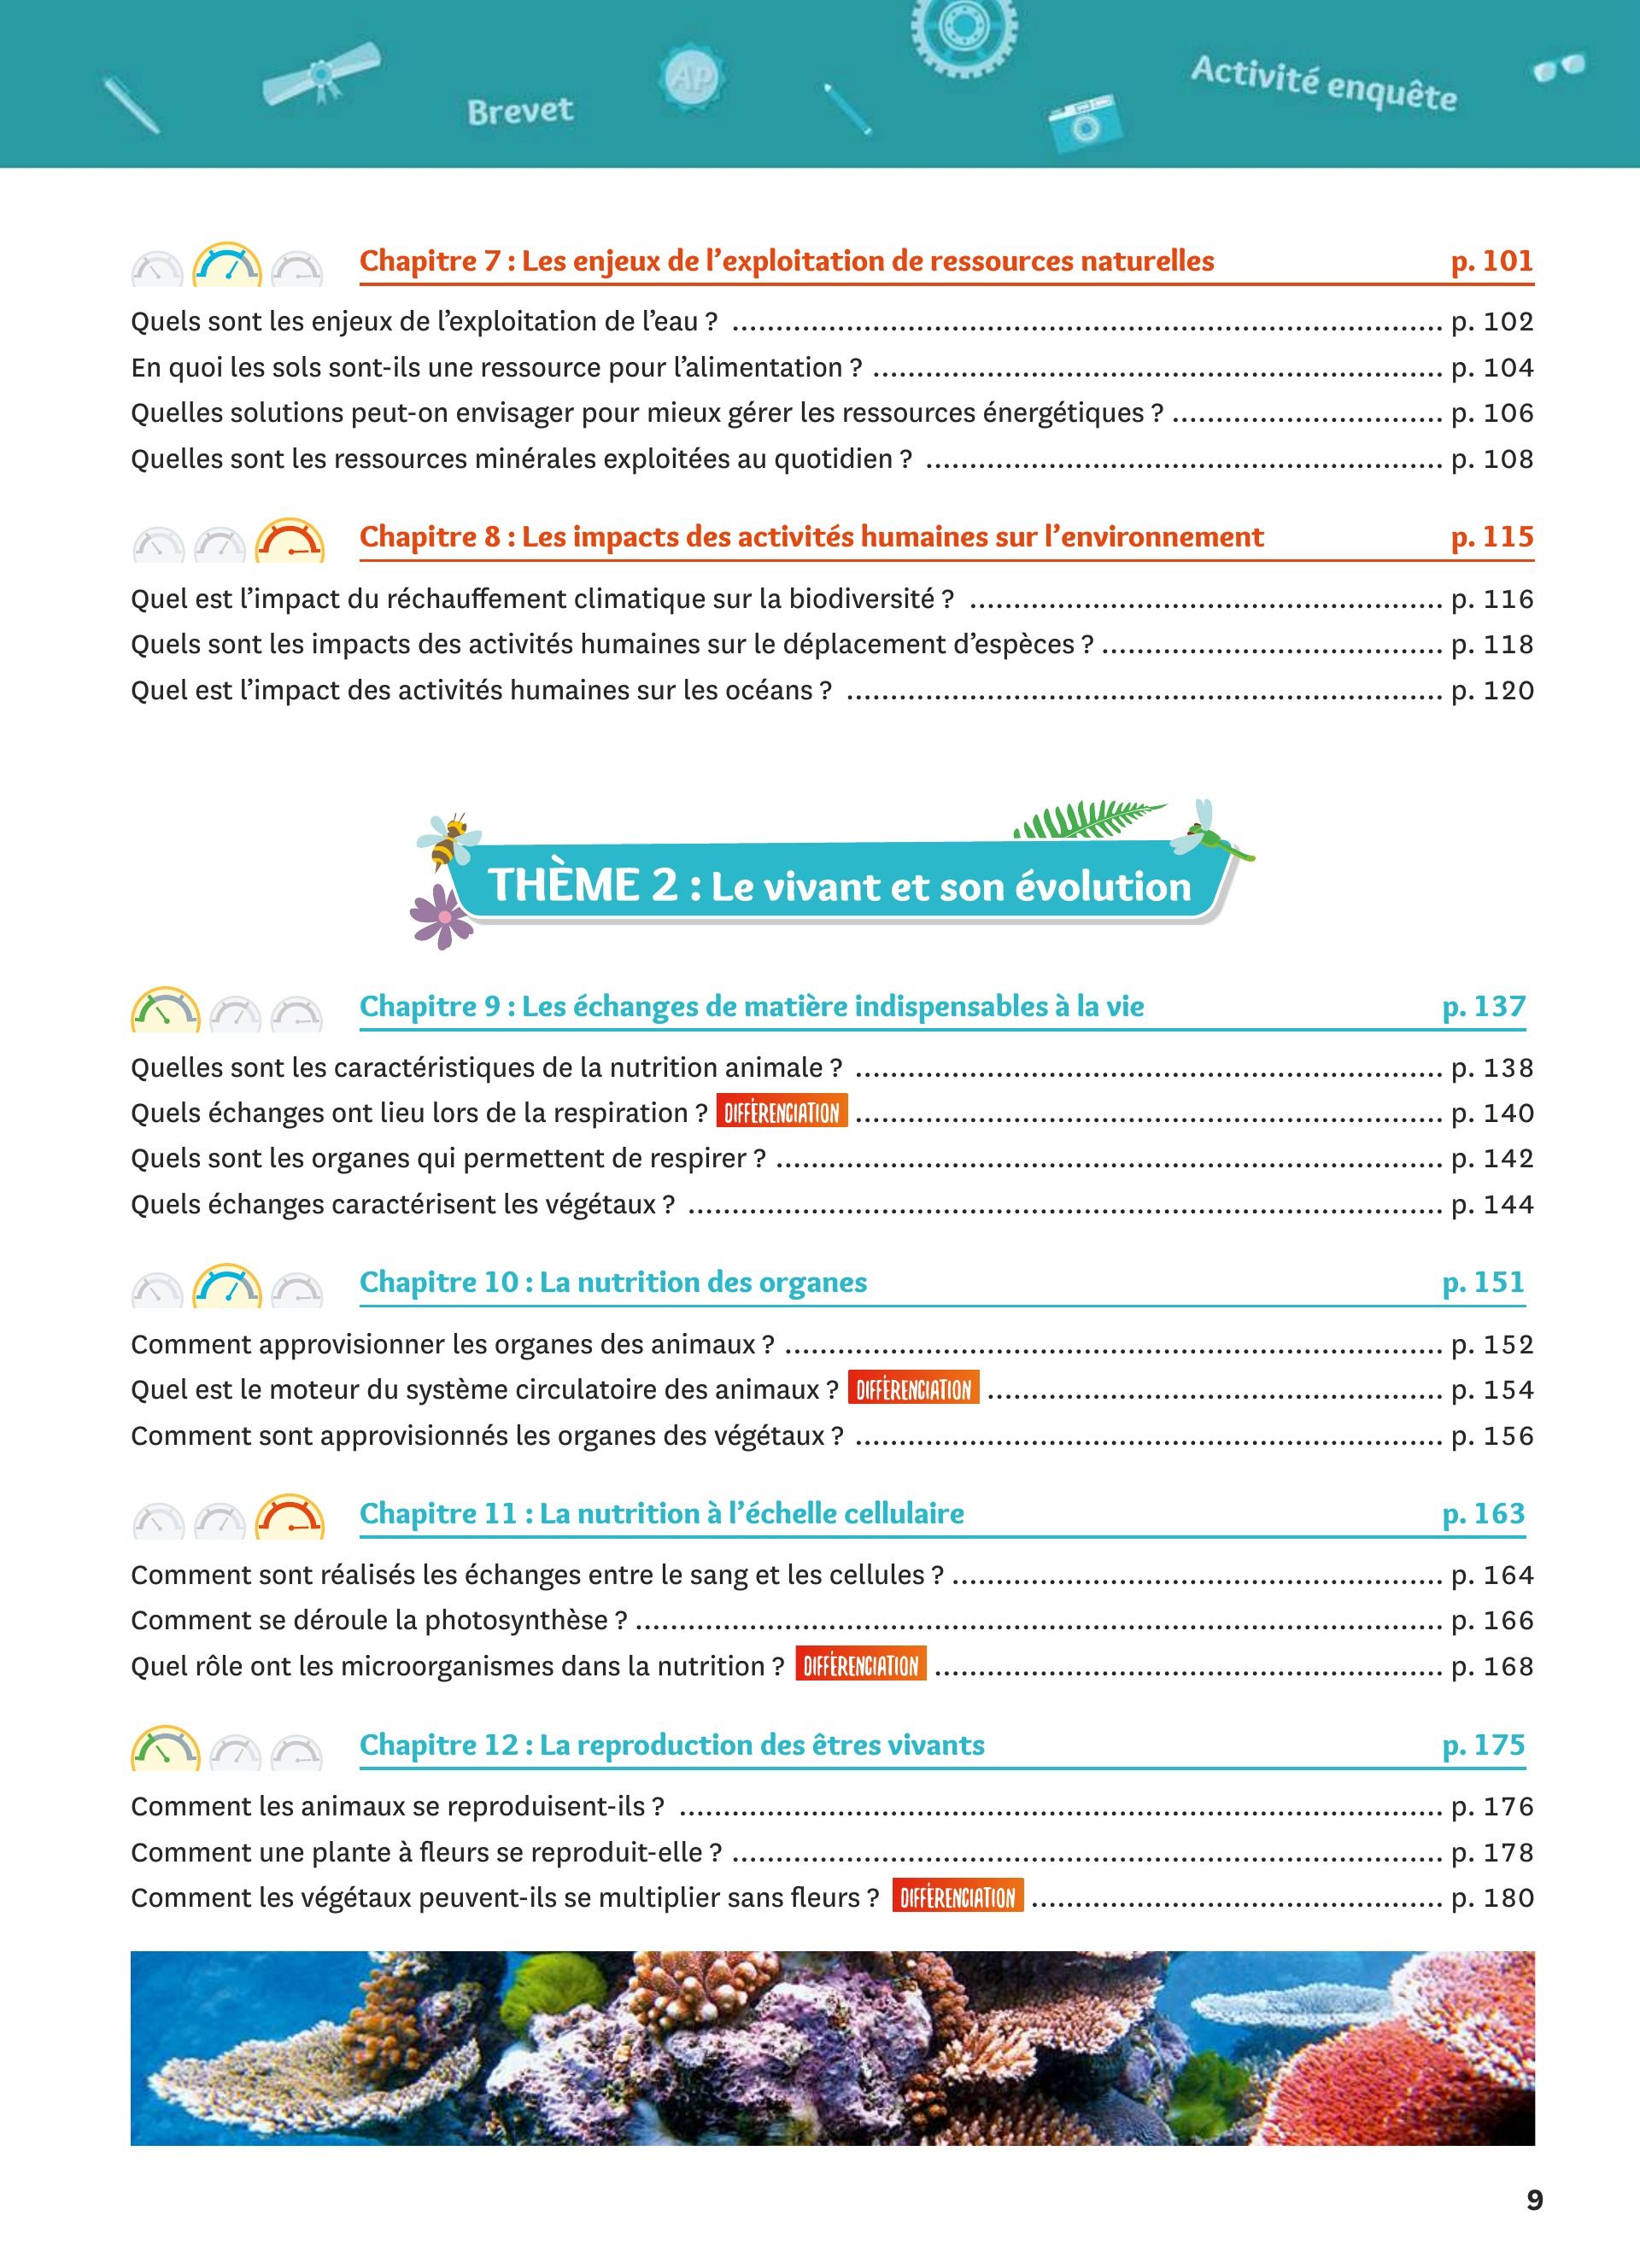 Brevet
AP
Activité enquête
Chapitre 7 : Les enjeux de l’exploitation de ressources naturelles p. 101
Quels sont les enjeux de l’exploitation de l’eau ? ........ p. 102
En quoi les sols sont-ils une ressource pour l’alimentation ? ........ p. 104
Quelles solutions peut-on envisager pour mieux gérer les ressources énergétiques ? ........ p. 106
Quelles sont les ressources minérales exploitées au quotidien ? ........ p. 108
Chapitre 8 : Les impacts des activités humaines sur l’environnement p. 115
Quel est l’impact du réchauffement climatique sur la biodiversité ? ........ p. 116
Quels sont les impacts des activités humaines sur le déplacement d’espèces ? ........ p. 118
Quel est l’impact des activités humaines sur les océans ? ........ p. 120
THÈME 2 : Le vivant et son évolution
Chapitre 9 : Les échanges de matière indispensables à la vie p. 137
Quelles sont les caractéristiques de la nutrition animale ? ........ p. 138
Quels échanges ont lieu lors de la respiration ? DIFFÉRENCIATION ........ p. 140
Quels sont les organes qui permettent de respirer ? ........ p. 142
Quels échanges caractérisent les végétaux ? ........ p. 144
Chapitre 10 : La nutrition des organes p. 151
Comment approvisionner les organes des animaux ? ........ p. 152
Quel est le moteur du système circulatoire des animaux ? DIFFÉRENCIATION ........ p. 154
Comment sont approvisionnés les organes des végétaux ? ........ p. 156
Chapitre 11 : La nutrition à l’échelle cellulaire p. 163
Comment sont réalisés les échanges entre le sang et les cellules ? ........ p. 164
Comment se déroule la photosynthèse ? ........ p. 166
Quel rôle ont les microorganismes dans la nutrition ? DIFFÉRENCIATION ........ p. 168
Chapitre 12 : La reproduction des êtres vivants p. 175
Comment les animaux se reproduisent-ils ? ........ p. 176
Comment une plante à fleurs se reproduit-elle ? ........ p. 178
Comment les végétaux peuvent-ils se multiplier sans fleurs ? DIFFÉRENCIATION ........ p. 180
9